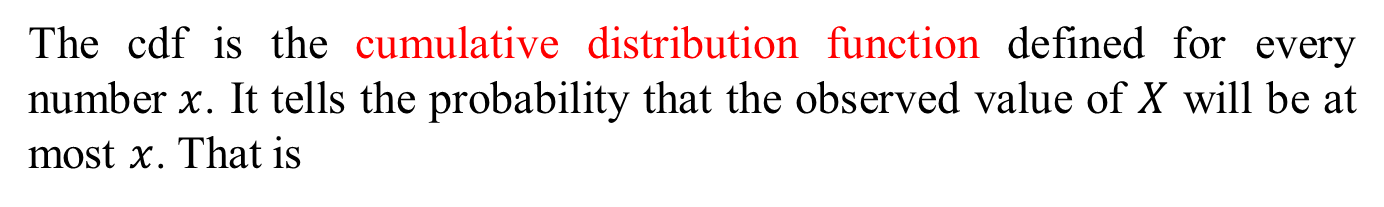 The cdf is the cumulative distribution function defined for every
number x. It tells the probability that the observed value of X will be at
most x. That is